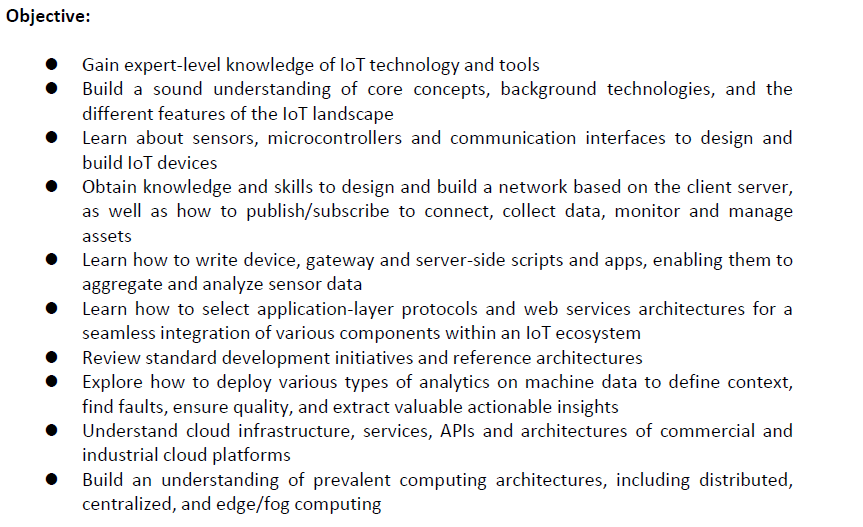 Objective:
● Gain expert-level knowledge of IoT technology and tools
● Build a sound understanding of core concepts, background technologies, and the
different features of the IoT landscape
● Learn about sensors, microcontrollers and communication interfaces to design and
build IoT devices
● Obtain knowledge and skills to design and build a network based on the client server,
as well as how to publish/subscribe to connect, collect data, monitor and manage
assets
● Learn how to write device, gateway and server-side scripts and apps, enabling them to
aggregate and analyze sensor data
● Learn how to select application-layer protocols and web services architectures for a
seamless integration of various components within an IoT ecosystem
● Review standard development initiatives and reference architectures
● Explore how to deploy various types of analytics on machine data to define context,
find faults, ensure quality, and extract valuable actionable insights
● Understand cloud infrastructure, services, APIs and architectures of commercial and
industrial cloud platforms
● Build an understanding of prevalent computing architectures, including distributed,
centralized, and edge/fog computing